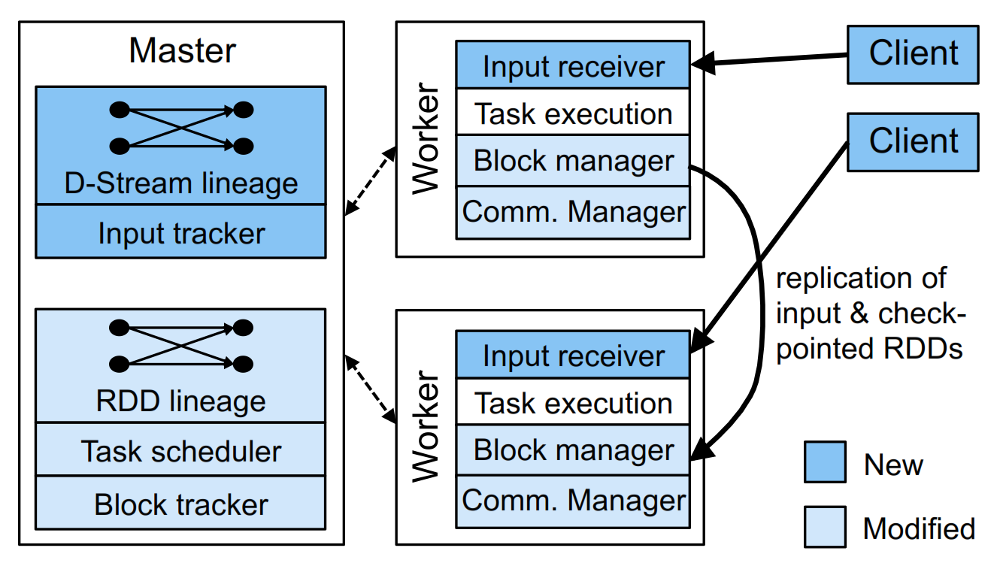 Master
D-Stream lineage
Input tracker
RDD lineage
Task scheduler
Block tracker
Worker
Input receiver
Task execution
Block manager
Comm. Manager
Worker
Input receiver
Task execution
Block manager
Comm. Manager
Client
Client
replication of
input & check-
pointed RDDs
New
Modified